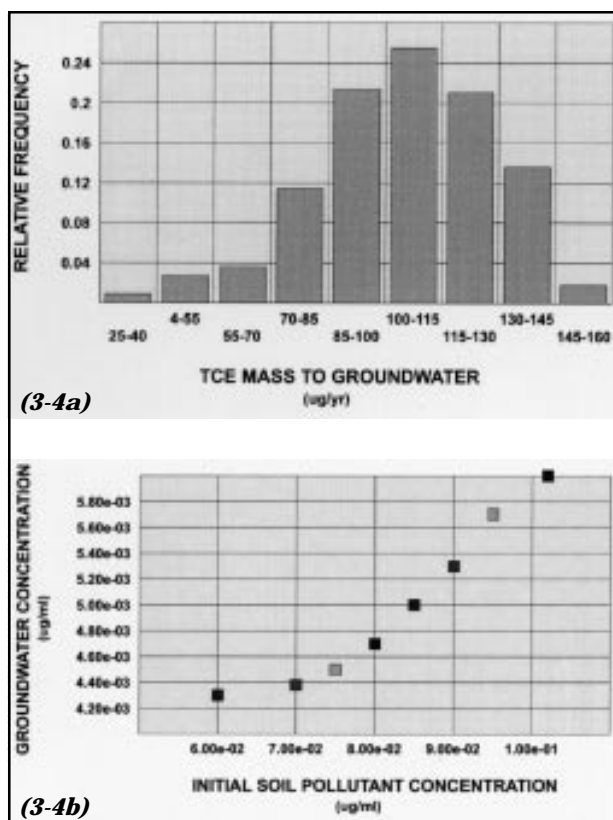 RELATIVE FREQUENCY
0.24
0.2
0.16
0.12
0.08
0.04
25-40
4-55
55-70
70-85
85-100
100-115
115-130
130-145
145-160
TCE MASS TO GROUNDWATER
(ug/yr)
(3-4a)
GROUNDWATER CONCENTRATION
(ug/ml)
5.80e-03
5.60e-03
5.40e-03
5.20e-03
5.00e-03
4.80e-03
4.60e-03
4.40e-03
4.20e-03
6.00e-02
7.00e-02
8.00e-02
9.00e-02
1.00e-01
INITIAL SOIL POLLUTANT CONCENTRATION
(ug/ml)
(3-4b)